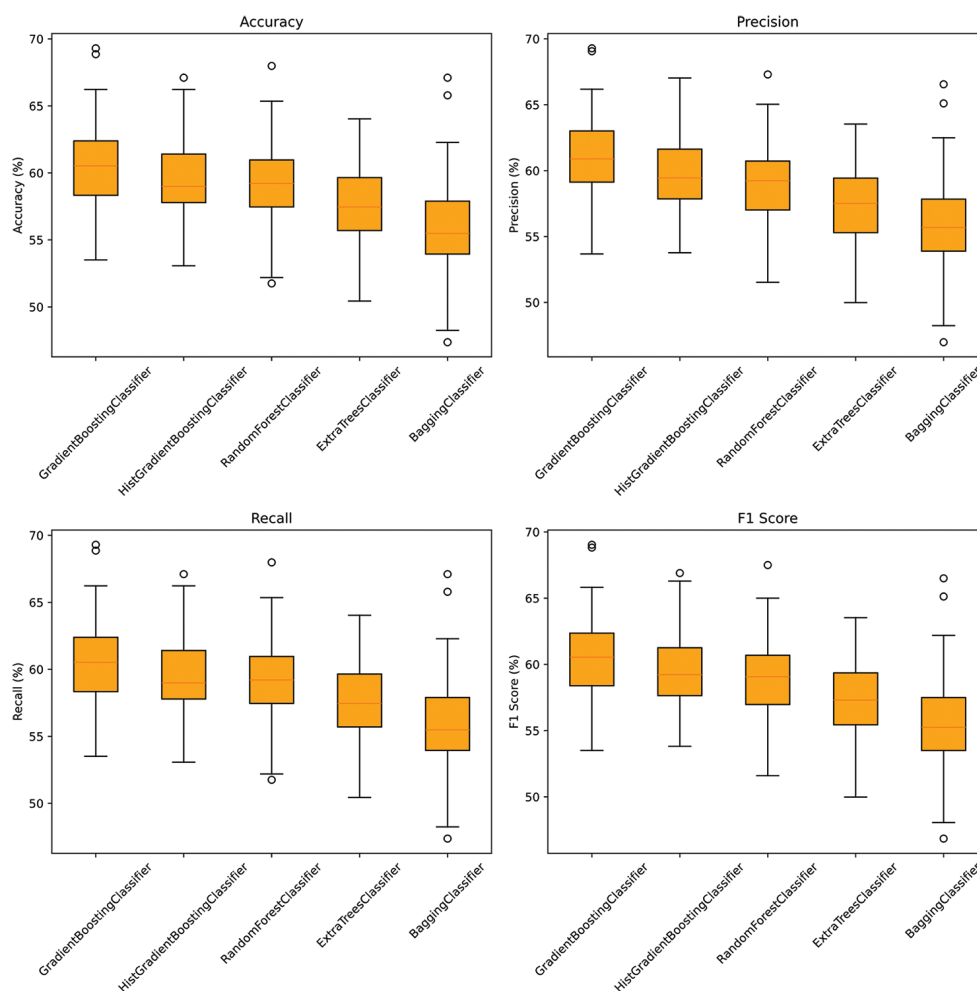 Accuracy
70
65
60
55
50
Accuracy (%)
GradientBoostingClassifier
HistGradientBoostingClassifier
RandomForestClassifier
ExtraTreesClassifier
BaggingClassifier
Precision
70
65
60
55
50
Precision (%)
GradientBoostingClassifier
HistGradientBoostingClassifier
RandomForestClassifier
ExtraTreesClassifier
BaggingClassifier
Recall
70
65
60
55
50
Recall (%)
GradientBoostingClassifier
HistGradientBoostingClassifier
RandomForestClassifier
ExtraTreesClassifier
BaggingClassifier
F1 Score
70
65
60
55
50
F1 Score (%)
GradientBoostingClassifier
HistGradientBoostingClassifier
RandomForestClassifier
ExtraTreesClassifier
BaggingClassifier